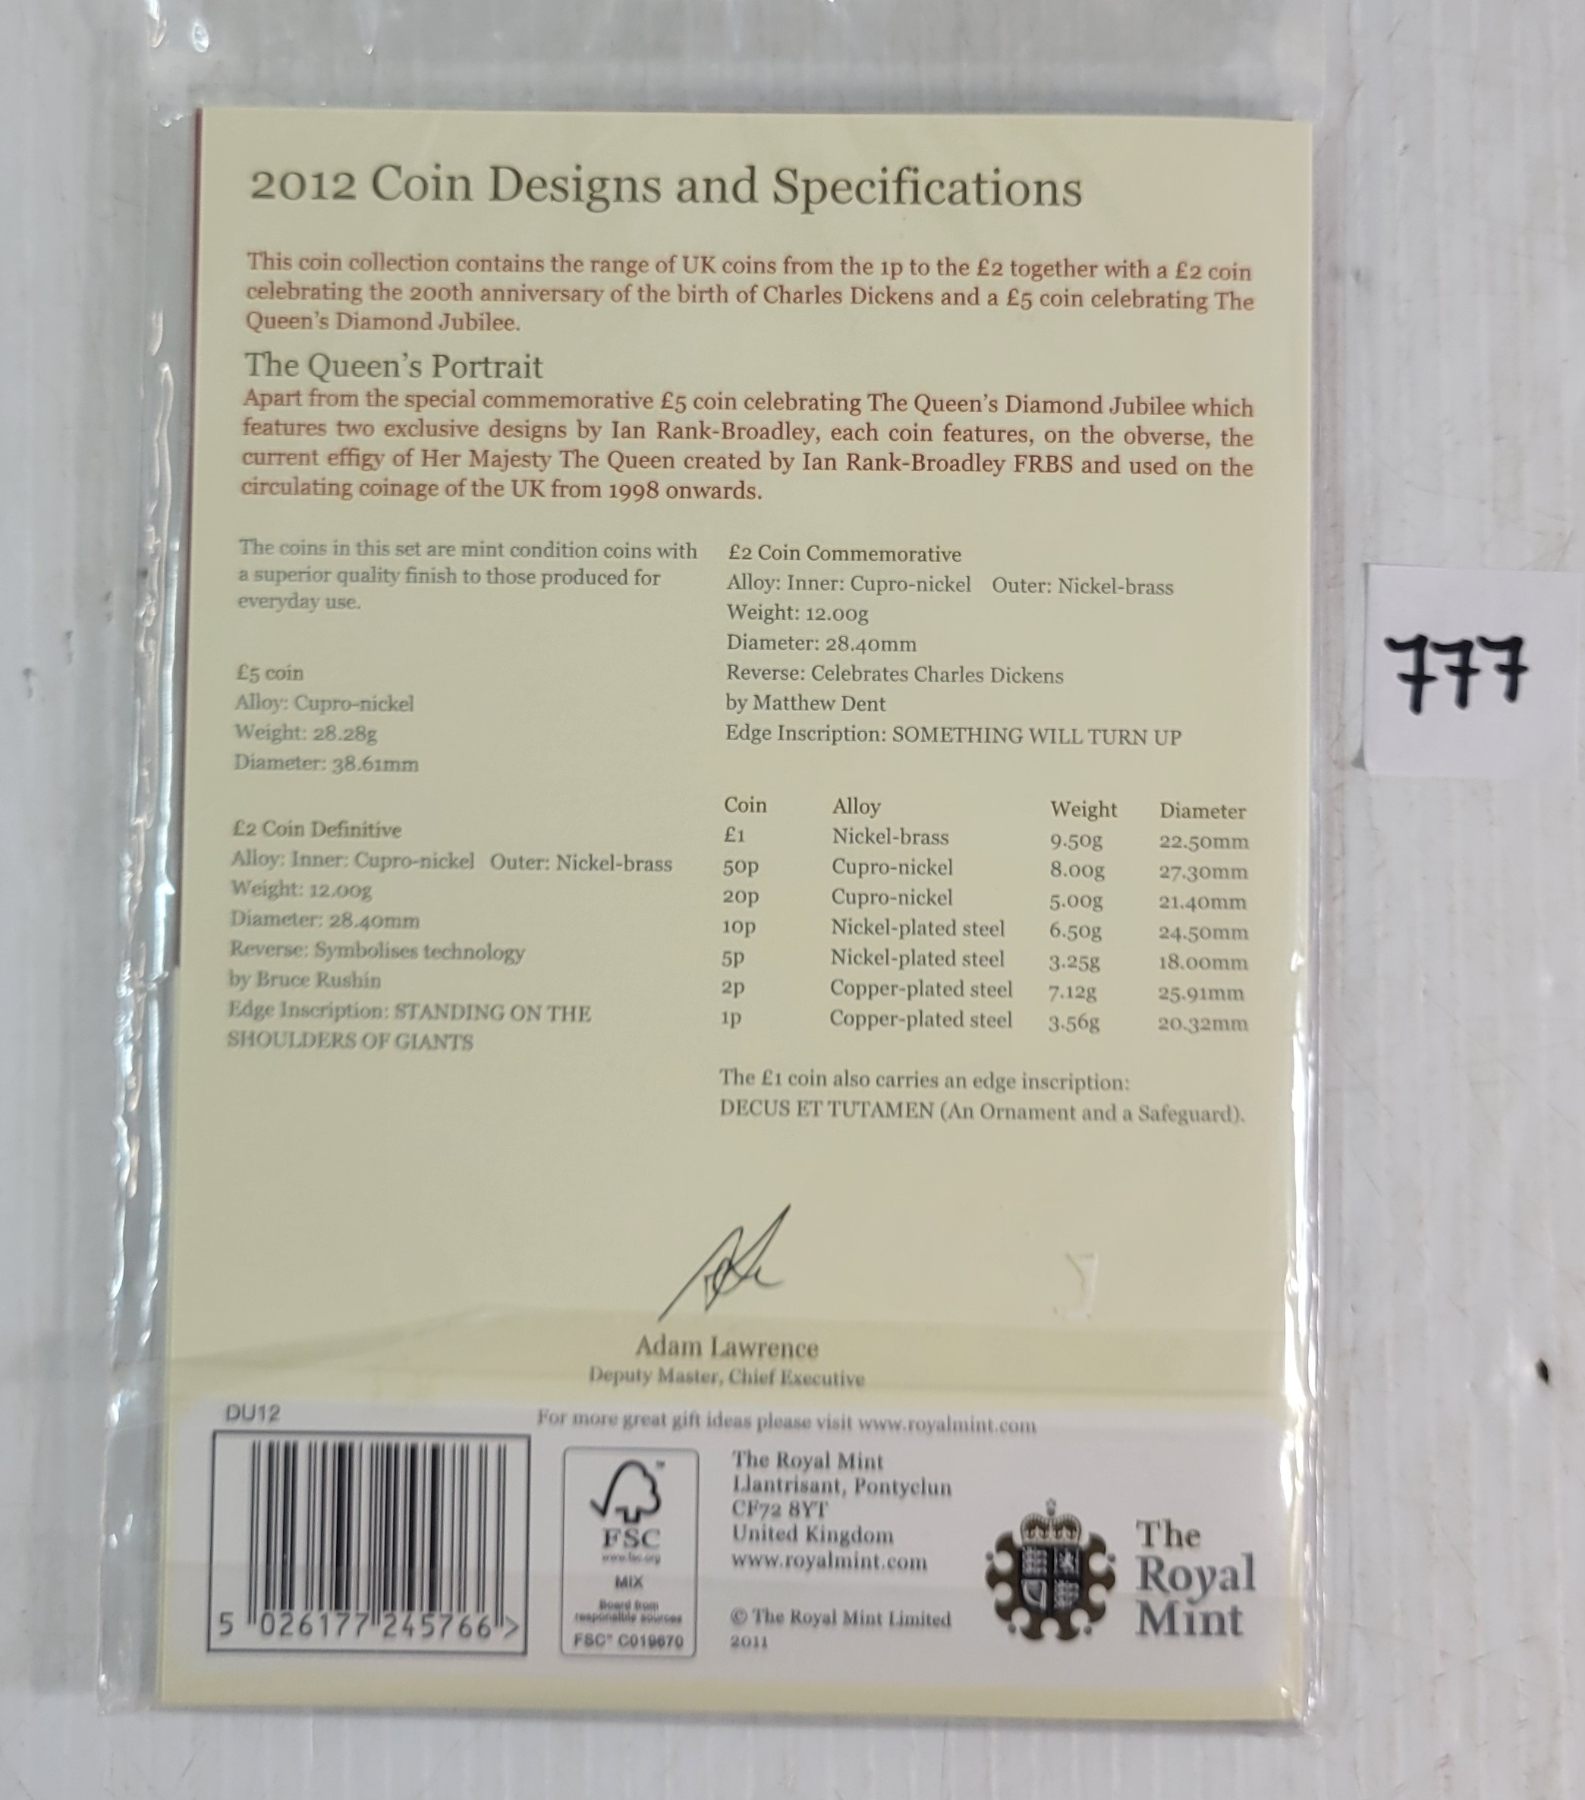 2012 Coin Designs and Specifications
This coin collection contains the range of UK coins from the 1p to the £2 together with a £2 coin
celebrating the 200th anniversary of the birth of Charles Dickens and a £5 coin celebrating The
Queen's Diamond Jubilee.
The Queen's Portrait
Apart from the special commemorative £5 coin celebrating The Queen's Diamond Jubilee which
features two exclusive designs by Ian Rank-Broadley, each coin features, on the obverse, the
current effigy of Her Majesty The Queen created by Ian Rank-Broadley FRBS and used on the
circulating coinage of the UK from 1998 onwards.
The coins in this set are mint condition coins with
a superior quality finish to those produced for
everyday use.
£5 coin
Alloy: Cupro-nickel
Weight: 28.28g
Diameter: 38.61mm
£2 Coin Definitive
Alloy: Inner: Cupro-nickel Outer: Nickel-brass
Weight: 12.00g
Diameter: 28.40mm
Reverse: Symbolises technology
by Bruce Rushin
Edge Inscription: STANDING ON THE
SHOULDERS OF GIANTS
£2 Coin Commemorative
Alloy: Inner: Cupro-nickel Outer: Nickel-brass
Weight: 12.00g
Diameter: 28.40mm
Reverse: Celebrates Charles Dickens
by Matthew Dent
Edge Inscription: SOMETHING WILL TURN UP
Coin Alloy Weight Diameter
£1 Nickel-brass 9.50g 22.50mm
50p Cupro-nickel 8.00g 27.30mm
20p Cupro-nickel 5.00g 21.40mm
10p Nickel-plated steel 6.50g 24.50mm
5p Nickel-plated steel 3.25g 18.00mm
2p Copper-plated steel 7.12g 25.91mm
1p Copper-plated steel 3.56g 20.32mm
The £1 coin also carries an edge inscription:
DECUS ET TUTAMEN (An Ornament and a Safeguard).
Adam Lawrence
Deputy Master, Chief Executive
DU12
For more great gift ideas please visit www.royalmint.com
5 026177 245766 >
FSC
www.fsc.org
MIX
Board from
responsible sources
FSC® C019670
The Royal Mint
Llantrisant, Pontyclun
CF72 8YT
United Kingdom
www.royalmint.com
© The Royal Mint Limited
2011
The
Royal
Mint
777